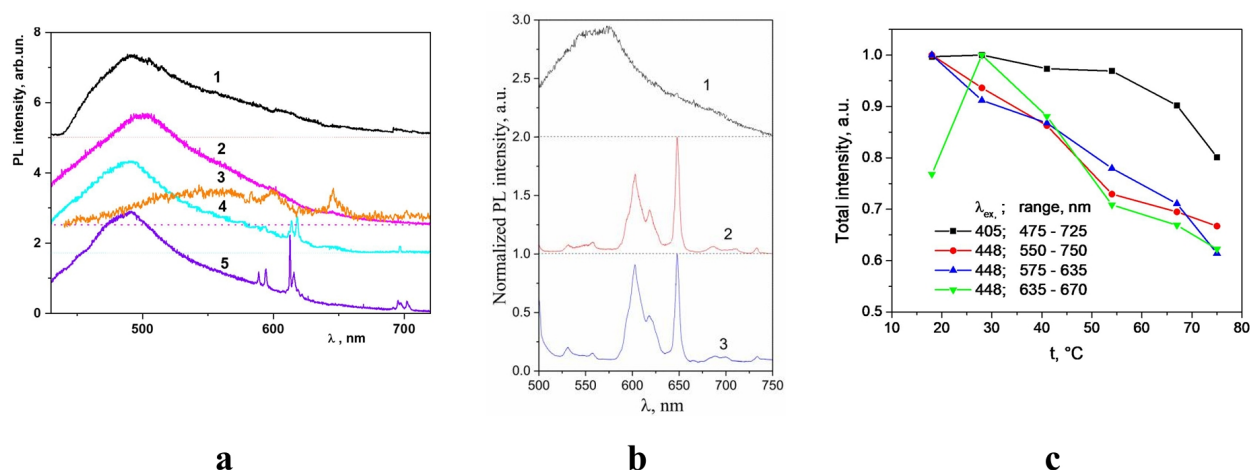 PL intensity, arb.un.
8
6
4
2
0
1
2
3
4
5
500
600
700
λ , nm
a
Normalized PL intensity, a.u.
3.0
2.5
2.0
1.5
1.0
0.5
0.0
1
2
3
500 550 600 650 700 750
λ, nm
b
Total intensity, a.u.
1.0
0.9
0.8
0.7
0.6
0.5
λex, ; range, nm
405; 475 - 725
448; 550 - 750
448; 575 - 635
448; 635 - 670
10 20 30 40 50 60 70 80
t, °C
c